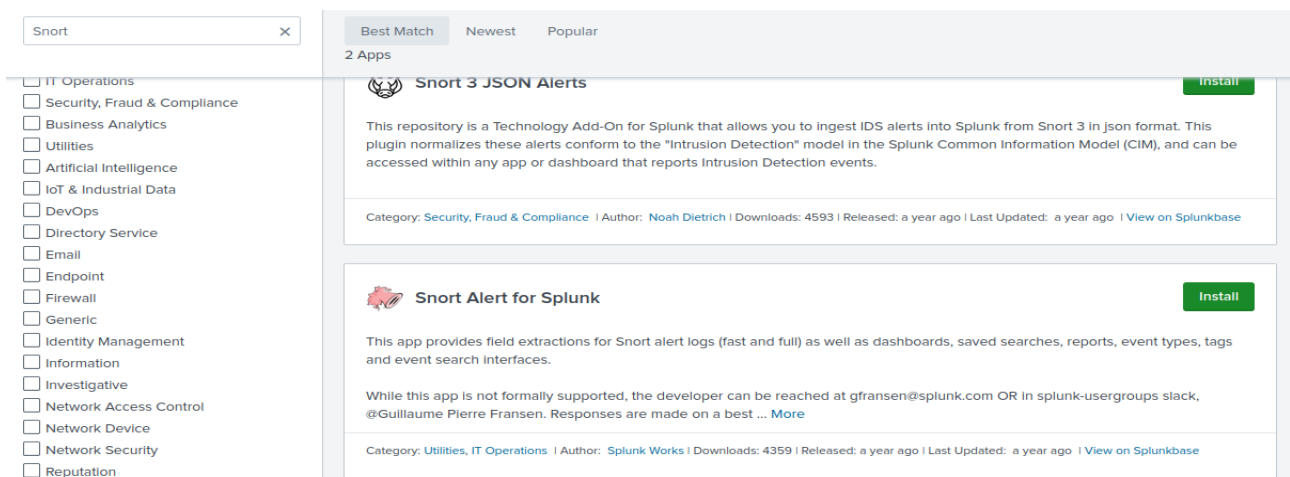 Snort
Best Match Newest Popular
2 Apps
IT Operations
Security, Fraud & Compliance
Business Analytics
Utilities
Artificial Intelligence
IoT & Industrial Data
DevOps
Directory Service
Email
Endpoint
Firewall
Generic
Identity Management
Information
Investigative
Network Access Control
Network Device
Network Security
Reputation
Snort 3 JSON Alerts
Install
This repository is a Technology Add-On for Splunk that allows you to ingest IDS alerts into Splunk from Snort 3 in json format. This
plugin normalizes these alerts conform to the "Intrusion Detection" model in the Splunk Common Information Model (CIM), and can be
accessed within any app or dashboard that reports Intrusion Detection events.
Category: Security, Fraud & Compliance | Author: Noah Dietrich | Downloads: 4593 | Released: a year ago | Last Updated: a year ago | View on Splunkbase
Snort Alert for Splunk
Install
This app provides field extractions for Snort alert logs (fast and full) as well as dashboards, saved searches, reports, event types, tags
and event search interfaces.
While this app is not formally supported, the developer can be reached at gfransen@splunk.com OR in splunk-usergroups slack,
@Guillaume Pierre Fransen. Responses are made on a best ... More
Category: Utilities, IT Operations | Author: Splunk Works | Downloads: 4359 | Released: a year ago | Last Updated: a year ago | View on Splunkbase